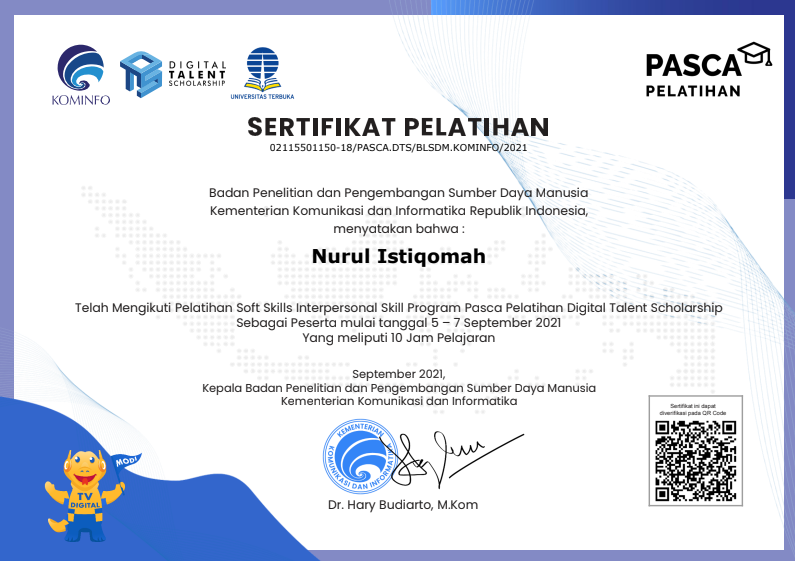 KOMINFO
DIGITAL
TALENT
SCHOLARSHIP
UNIVERSITAS TERBUKA
PASCA
PELATIHAN
SERTIFIKAT PELATIHAN
02115501150-18/PASCA.DTS/BLSDM.KOMINFO/2021
Badan Penelitian dan Pengembangan Sumber Daya Manusia
Kementerian Komunikasi dan Informatika Republik Indonesia,
menyatakan bahwa :
Nurul Istiqomah
Telah Mengikuti Pelatihan Soft Skills Interpersonal Skill Program Pasca Pelatihan Digital Talent Scholarship
Sebagai Peserta mulai tanggal 5 – 7 September 2021
Yang meliputi 10 Jam Pelajaran
September 2021,
Kepala Badan Penelitian dan Pengembangan Sumber Daya Manusia
Kementerian Komunikasi dan Informatika
KEMENTERIAN
KOMUNIKASI DAN INFORMATIKA
Dr. Hary Budiarto, M.Kom
Sertifikat ini dapat
diverifikasi pada QR Code
MODI
TV
DIGITAL